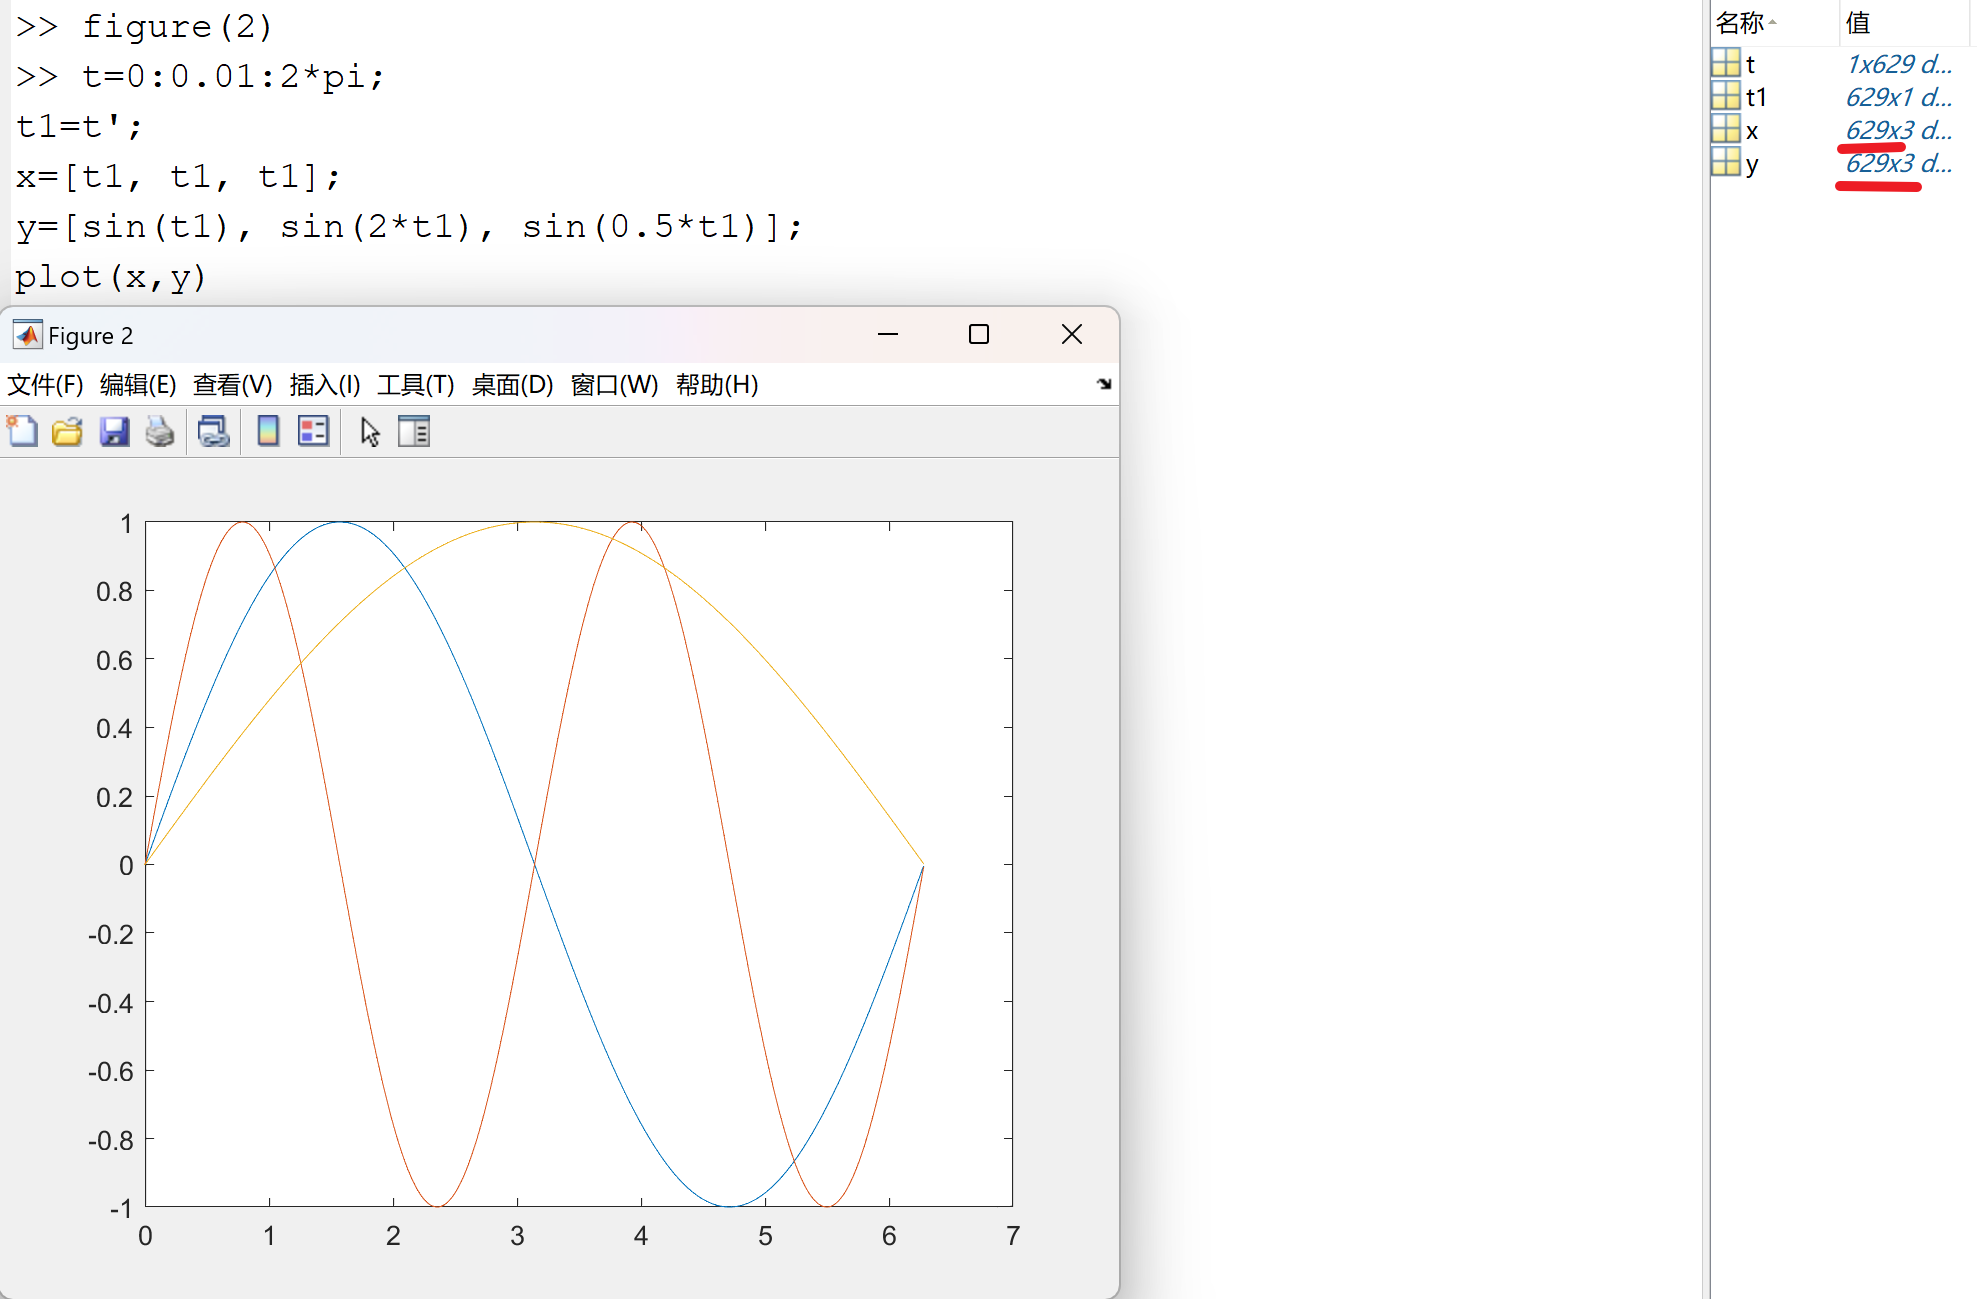 >> figure(2)
>> t=0:0.01:2*pi;
t1=t';
x=[t1, t1, t1];
y=[sin(t1), sin(2*t1), sin(0.5*t1)];
plot(x,y)
名称 值
t 1x629 d...
t1 629x1 d...
x 629x3 d...
y 629x3 d...
Figure 2
文件(F) 编辑(E) 查看(V) 插入(I) 工具(T) 桌面(D) 窗口(W) 帮助(H)
1
0.8
0.6
0.4
0.2
0
-0.2
-0.4
-0.6
-0.8
-1
0 1 2 3 4 5 6 7